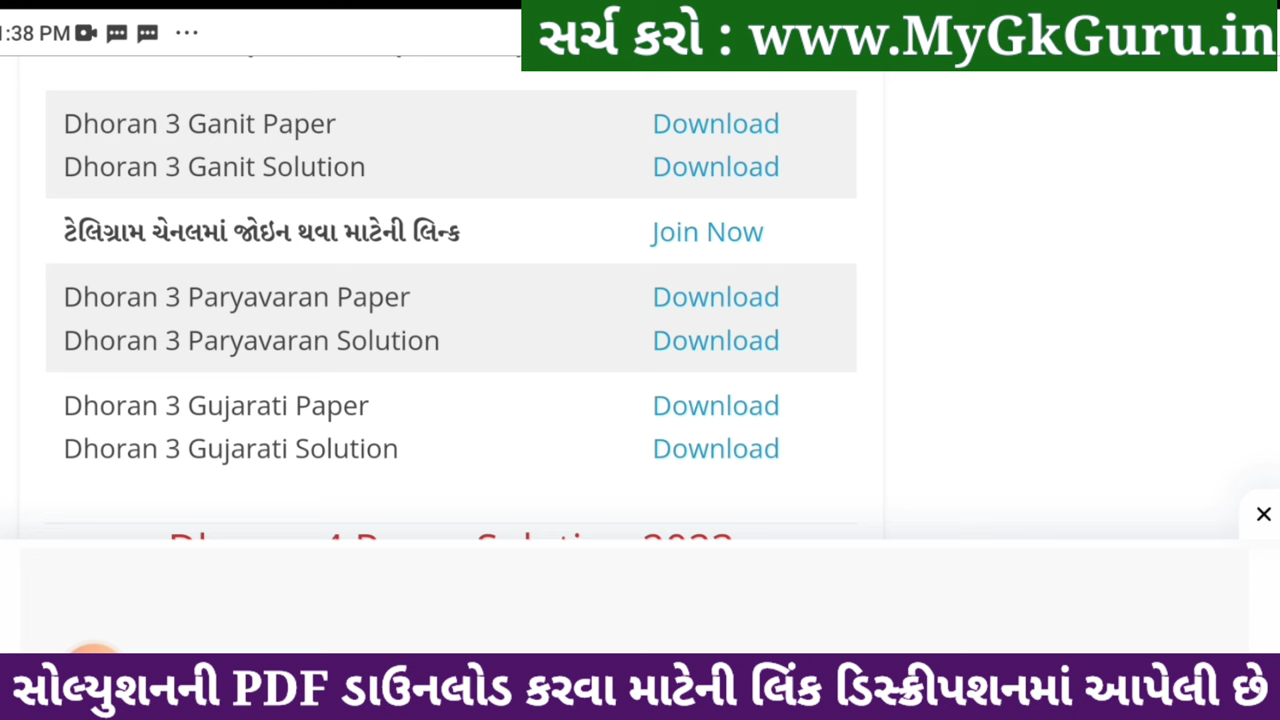 :38 PM
સર્ચ કરો : www.MyGkGuru.in
Dhoran 3 Ganit Paper Download
Dhoran 3 Ganit Solution Download
ટેલિગ્રામ ચેનલમાં જોઇન થવા માટેની લિન્ક Join Now
Dhoran 3 Paryavaran Paper Download
Dhoran 3 Paryavaran Solution Download
Dhoran 3 Gujarati Paper Download
Dhoran 3 Gujarati Solution Download
સોલ્યુશનની PDF ડાઉનલોડ કરવા માટેની લિંક ડિસ્ક્રીપશનમાં આપેલી છે